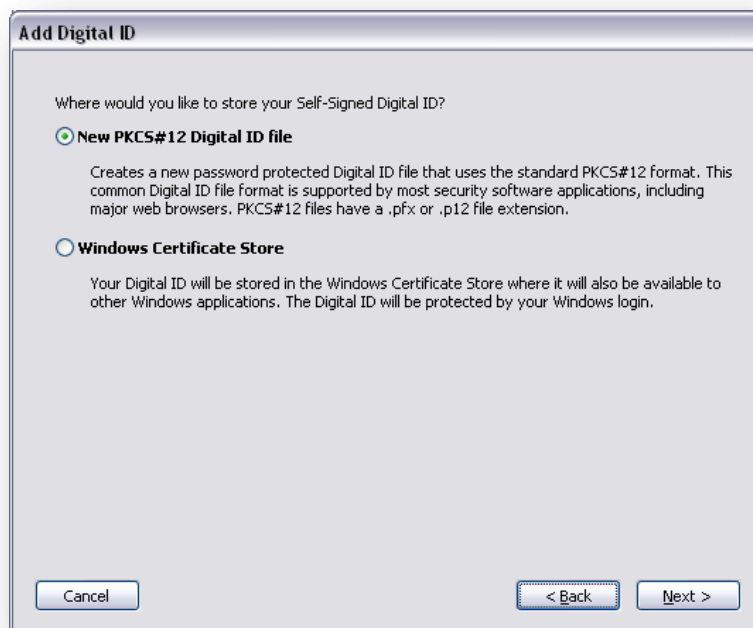 Add Digital ID
Where would you like to store your Self-Signed Digital ID?
New PKCS#12 Digital ID file
Creates a new password protected Digital ID file that uses the standard PKCS#12 format. This
common Digital ID file format is supported by most security software applications, including
major web browsers. PKCS#12 files have a .pfx or .p12 file extension.
Windows Certificate Store
Your Digital ID will be stored in the Windows Certificate Store where it will also be available to
other Windows applications. The Digital ID will be protected by your Windows login.
Cancel
< Back
Next >